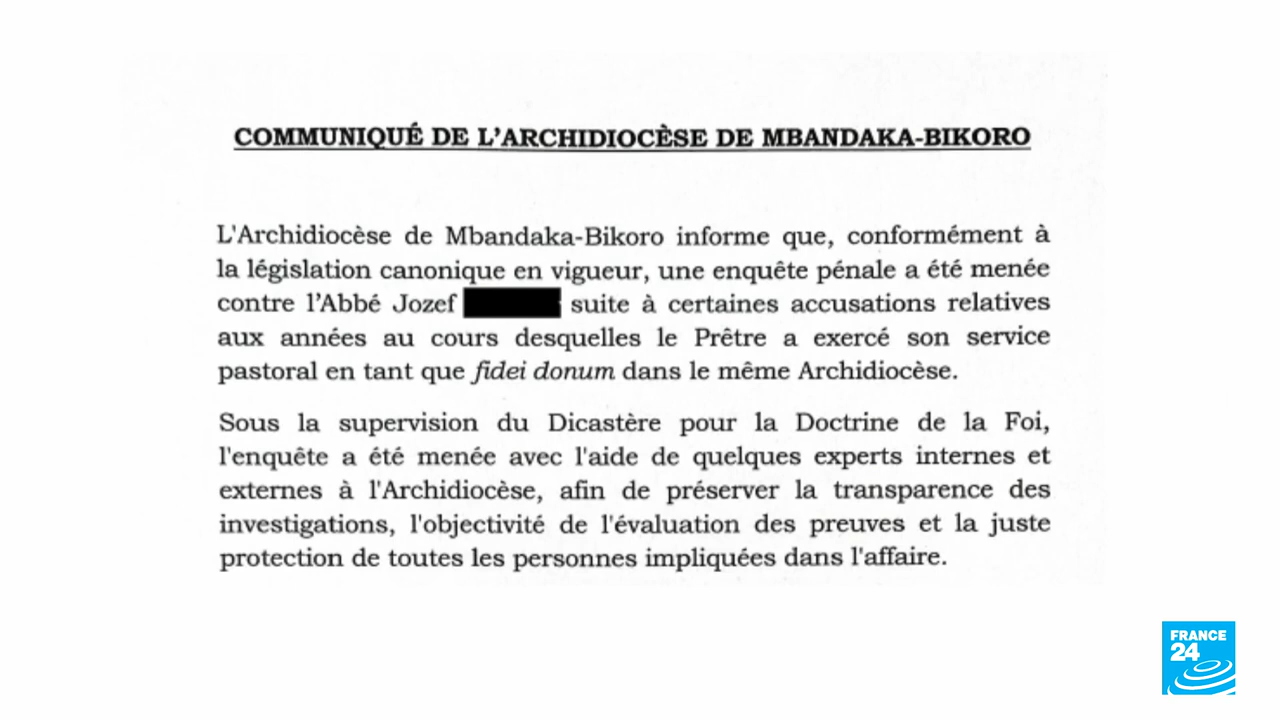 COMMUNIQUÉ DE L’ARCHIDIOCÈSE DE MBANDAKA-BIKORO
L'Archidiocèse de Mbandaka-Bikoro informe que, conformément à
la législation canonique en vigueur, une enquête pénale a été menée
contre l’Abbé Jozef suite à certaines accusations relatives
aux années au cours desquelles le Prêtre a exercé son service
pastoral en tant que fidei donum dans le même Archidiocèse.
Sous la supervision du Dicastère pour la Doctrine de la Foi,
l'enquête a été menée avec l'aide de quelques experts internes et
externes à l'Archidiocèse, afin de préserver la transparence des
investigations, l'objectivité de l'évaluation des preuves et la juste
protection de toutes les personnes impliquées dans l'affaire.
FRANCE
24